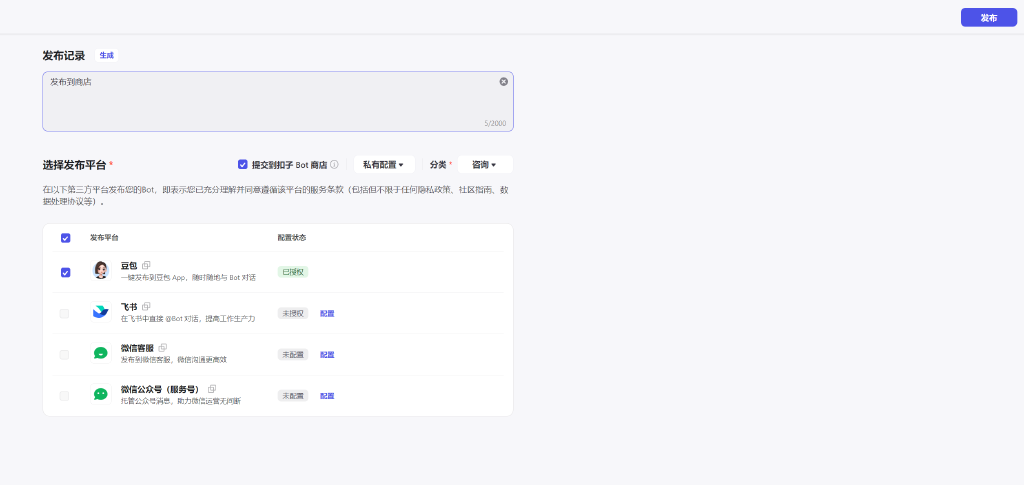 发布
发布记录 生成
发布到商店
5/2000
选择发布平台 * 提交到扣子 Bot 商店 私有配置 分类 * 咨询
在以下第三方平台发布您的Bot，即表示您已充分理解并同意遵循该平台的服务条款（包括但不限于任何隐私政策、社区指南、数
据处理协议等）。
发布平台 配置状态
豆包
一键发布到豆包 App，随时随地与 Bot 对话
已授权
飞书
在飞书中直接 @Bot 对话，提高工作生产力
未授权 配置
微信客服
发布到微信客服，微信沟通更高效
未配置 配置
微信公众号（服务号）
托管公众号消息，助力微信运营无间断
未配置 配置